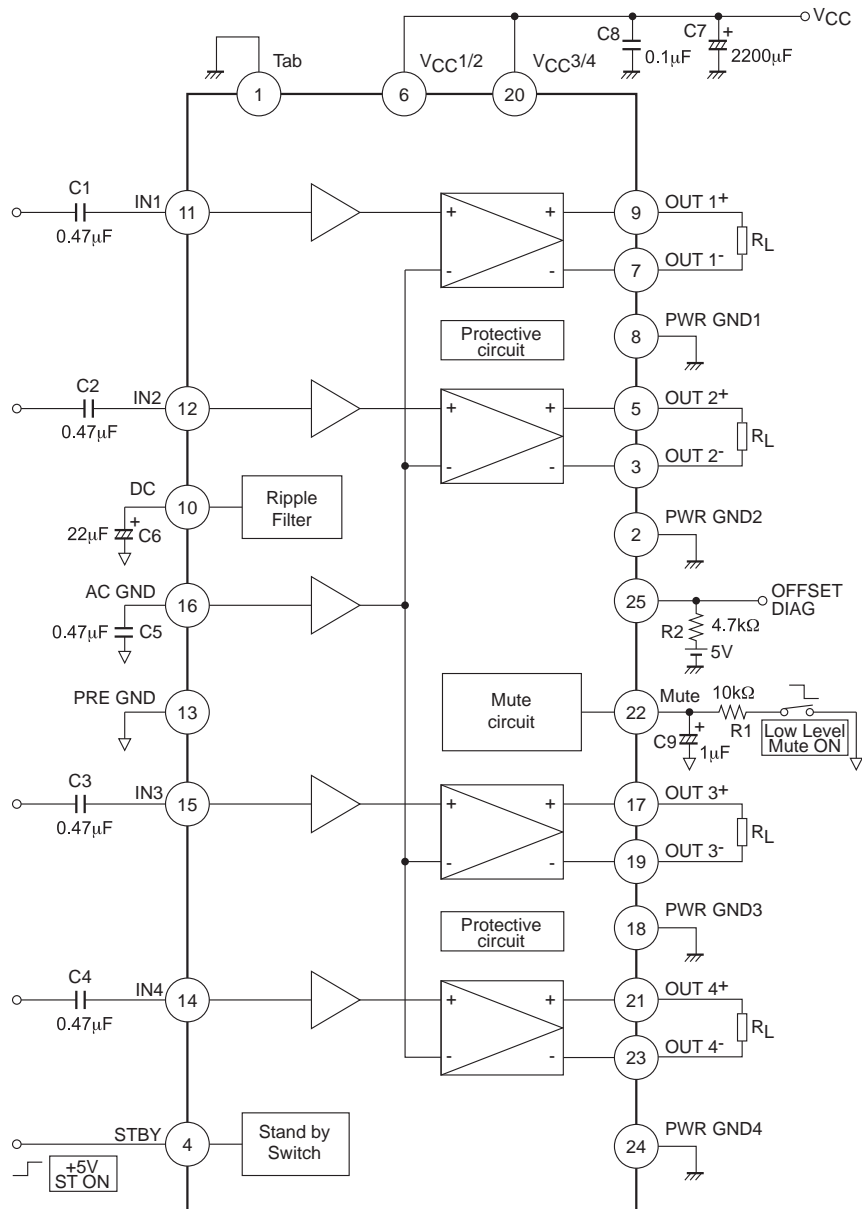 C8
C7
+
VCC
0.1µF
2200µF
Tab
VCC1/2
VCC3/4
1
6
20
C1
IN1
11
0.47µF
+
+
-
-
9
OUT 1+
7
OUT 1-
RL
Protective
circuit
8
PWR GND1
C2
IN2
12
0.47µF
+
+
-
-
5
OUT 2+
3
OUT 2-
RL
DC
10
Ripple
Filter
22µF
+
C6
2
PWR GND2
AC GND
16
0.47µF
C5
25
OFFSET
DIAG
R2
4.7kΩ
5V
PRE GND
13
Mute
circuit
22
Mute
10kΩ
R1
C9
+
1µF
Low Level
Mute ON
C3
IN3
15
0.47µF
+
+
-
-
17
OUT 3+
19
OUT 3-
RL
Protective
circuit
18
PWR GND3
C4
IN4
14
0.47µF
+
+
-
-
21
OUT 4+
23
OUT 4-
RL
STBY
4
Stand by
Switch
+5V
ST ON
24
PWR GND4